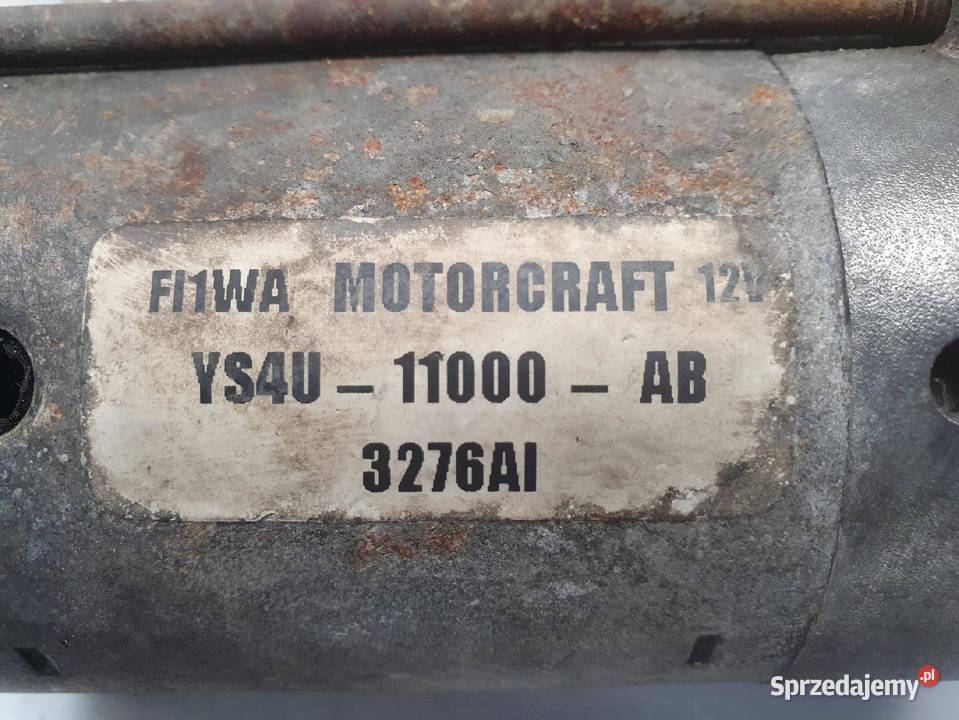 FI1WA MOTORCRAFT 12V
YS4U – 11000 – AB
3276AI
Sprzedajemy.pl